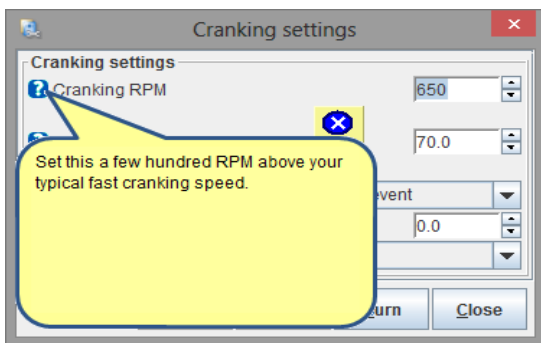 Cranking settings
Cranking settings
Cranking RPM
650
70.0
Set this a few hundred RPM above your
typical fast cranking speed.
event
0.0
Close